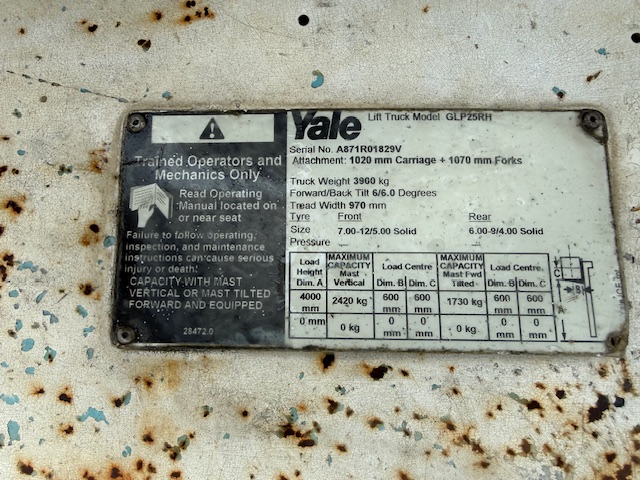 Trained Operators and
Mechanics Only
Read Operating
Manual located on
or near seat
Failure to follow operating,
inspection, and maintenance
instructions can cause serious
injury or death!
CAPACITY WITH MAST
VERTICAL OR MAST TILTED
FORWARD AND EQUIPPED.
28472.0
Yale Lift Truck Model GLP25RH
Serial No. A871R01829V
Attachment: 1020 mm Carriage + 1070 mm Forks
Truck Weight 3960 kg
Forward/Back Tilt 6/6.0 Degrees
Tread Width 970 mm
Tyre Front Rear
Size 7.00-12/5.00 Solid 6.00-9/4.00 Solid
Pressure
Load Height Dim. A MAXIMUM CAPACITY Mast Vertical Load Centre Dim. B Dim. C MAXIMUM CAPACITY Mast Fwd Tilted Load Centre Dim. B Dim. C
4000 mm 2420 kg 600 mm 600 mm 1730 kg 600 mm 600 mm
0 mm 0 kg 0 mm 0 mm 0 kg 0 mm 0 mm
C
B
A